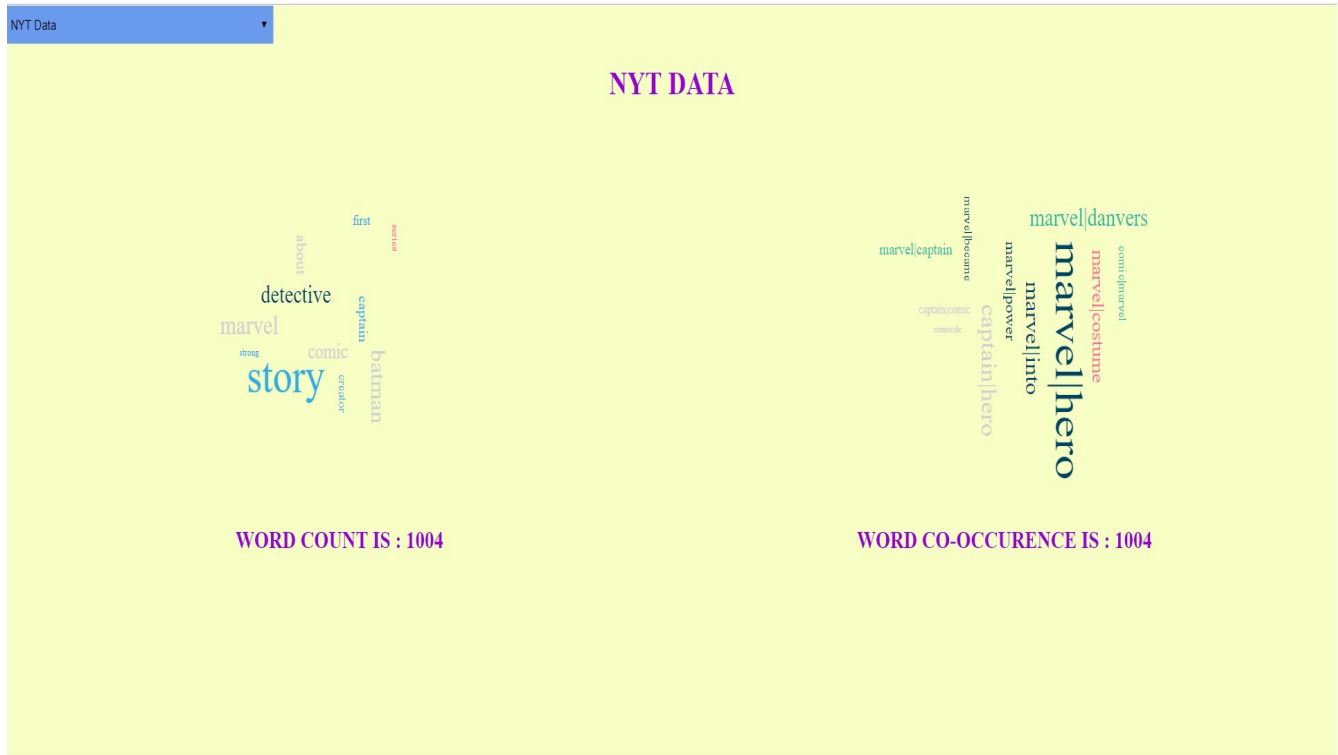 NYT Data
NYT DATA
first
series
about
detective
captain
marvel
comic
strong
batman
story
creator
marvel|became
marvel|danvers
marvel|captain
marvel|power
marvel|hero
marvel|costume
comic|marvel
marvel|into
captain|comic
captain|hero
comic|dc
WORD COUNT IS : 1004
WORD CO-OCCURENCE IS : 1004